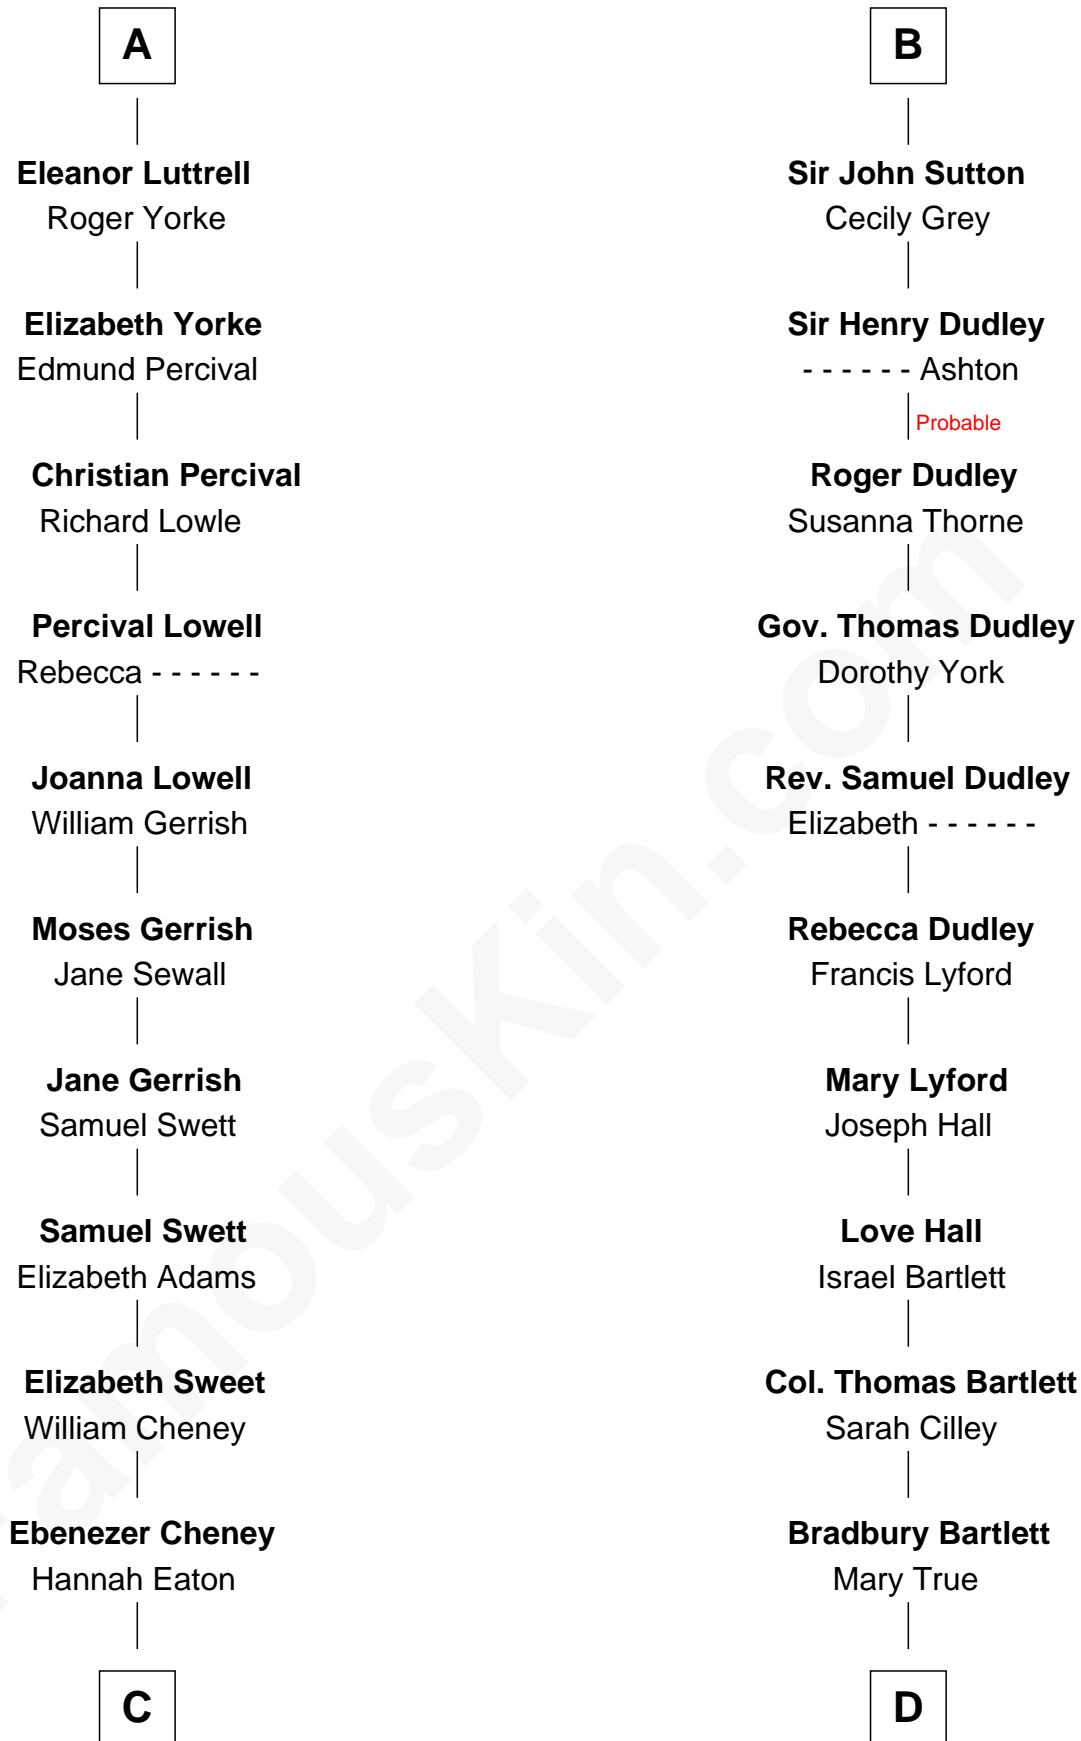 A
Eleanor Luttrell
Roger Yorke
Elizabeth Yorke
Edmund Percival
Christian Percival
Richard Lowle
Percival Lowell
Rebecca - - - - - -
Joanna Lowell
William Gerrish
Moses Gerrish
Jane Sewall
Jane Gerrish
Samuel Swett
Samuel Swett
Elizabeth Adams
Elizabeth Sweet
William Cheney
Ebenezer Cheney
Hannah Eaton
C
B
Sir John Sutton
Cecily Grey
Sir Henry Dudley
- - - - - - Ashton
Probable
Roger Dudley
Susanna Thorne
Gov. Thomas Dudley
Dorothy York
Rev. Samuel Dudley
Elizabeth - - - - - -
Rebecca Dudley
Francis Lyford
Mary Lyford
Joseph Hall
Love Hall
Israel Bartlett
Col. Thomas Bartlett
Sarah Cilley
Bradbury Bartlett
Mary True
D
FamousKin.com